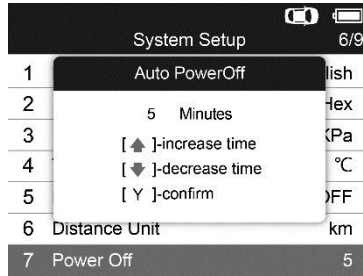 System Setup 6/9
Auto PowerOff
1 lish
2 Hex
3 KPa
4 ℃
5 OFF
5 Minutes
[ ]-increase time
[ ]-decrease time
[ Y ]-confirm
6 Distance Unit km
7 Power Off 5